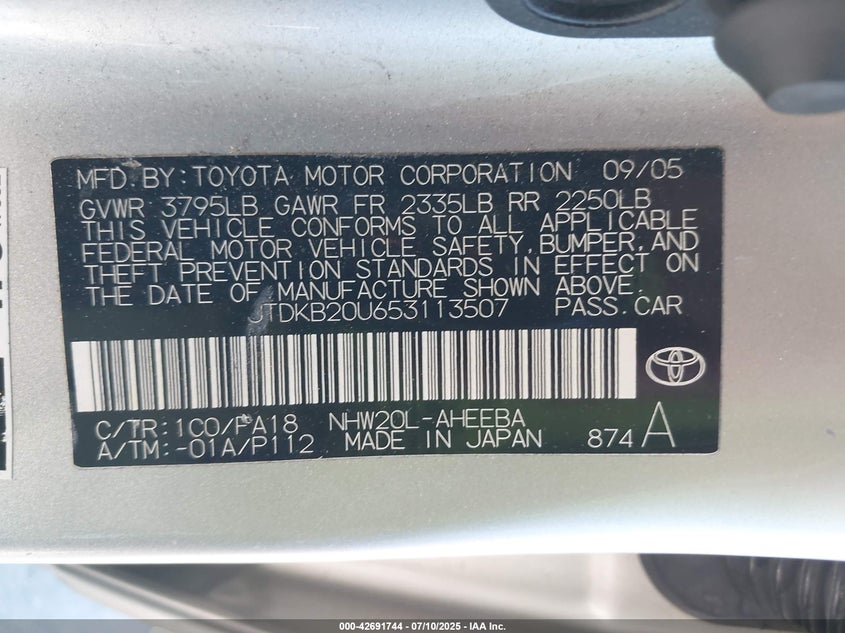 MFD. BY: TOYOTA MOTOR CORPORATION 09/05
GVWR 3795LB GAWR FR 2335LB RR 2250LB
THIS VEHICLE CONFORMS TO ALL APPLICABLE
FEDERAL MOTOR VEHICLE SAFETY, BUMPER, AND
THEFT PREVENTION STANDARDS IN EFFECT ON
THE DATE OF MANUFACTURE SHOWN ABOVE.
JTDKB20U653113507 PASS. CAR
C/TR: 1C0/FA18 NHW20L-AHEEBA
A/TM: -01A/P112 MADE IN JAPAN 874 A
000-42691744 - 07/10/2025 - IAA Inc.